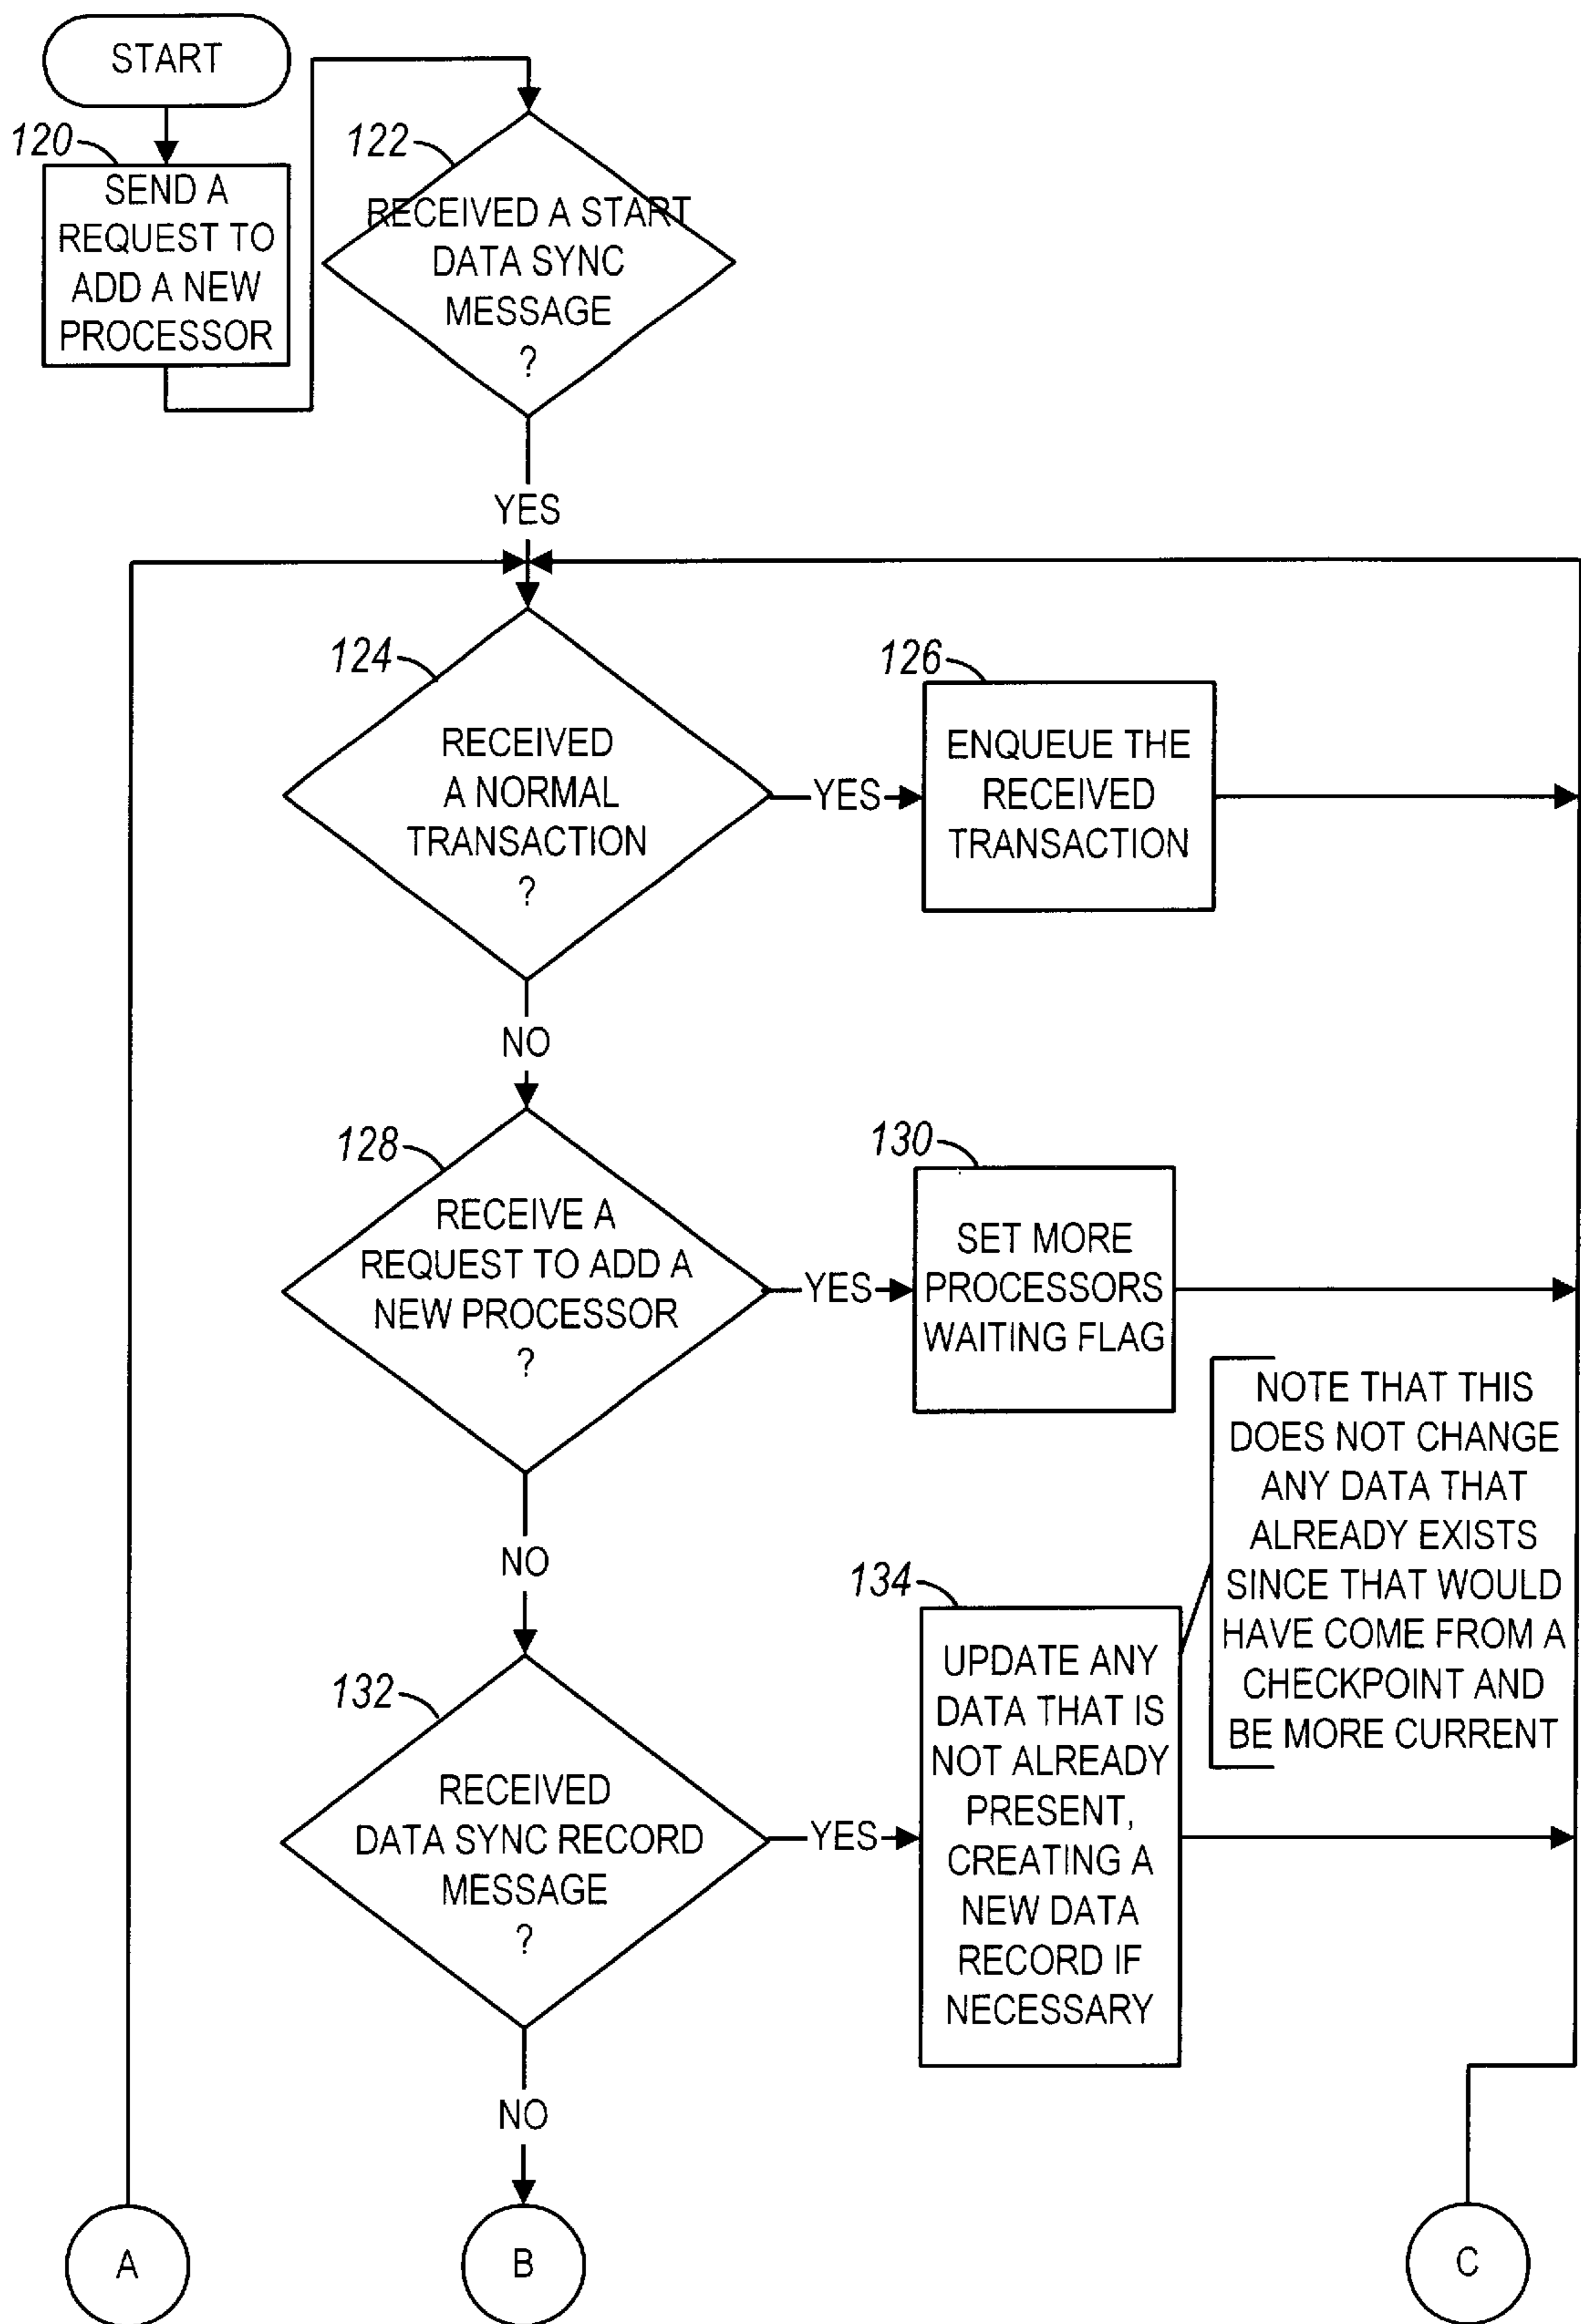 START
120
SEND A
REQUEST TO
ADD A NEW
PROCESSOR
122
RECEIVED A START
DATA SYNC
MESSAGE
?
YES
124
RECEIVED
A NORMAL
TRANSACTION
?
YES
126
ENQUEUE THE
RECEIVED
TRANSACTION
NO
128
RECEIVE A
REQUEST TO ADD A
NEW PROCESSOR
?
YES
130
SET MORE
PROCESSORS
WAITING FLAG
NO
132
RECEIVED
DATA SYNC RECORD
MESSAGE
?
YES
134
UPDATE ANY
DATA THAT IS
NOT ALREADY
PRESENT,
CREATING A
NEW DATA
RECORD IF
NECESSARY
NOTE THAT THIS
DOES NOT CHANGE
ANY DATA THAT
ALREADY EXISTS
SINCE THAT WOULD
HAVE COME FROM A
CHECKPOINT AND
BE MORE CURRENT
NO
A
B
C